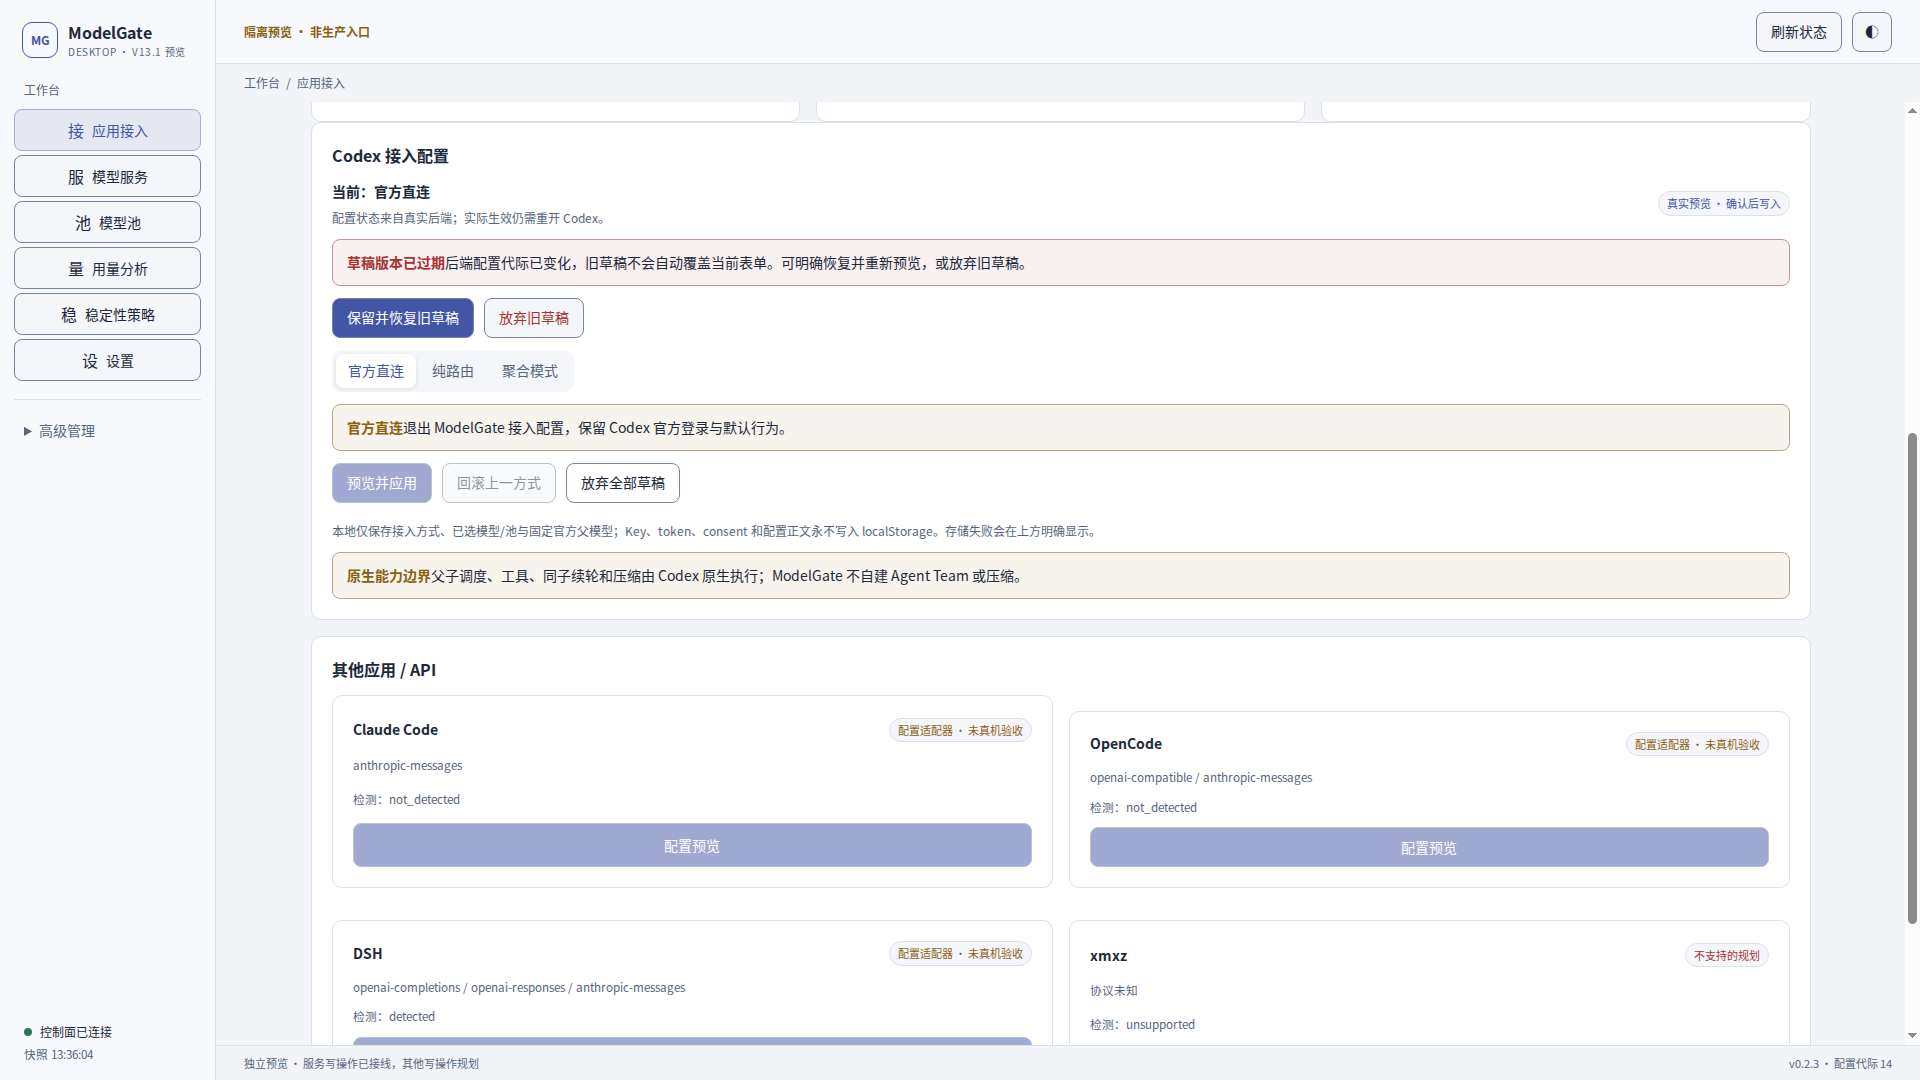 MG
ModelGate
DESKTOP · V13.1 预览
工作台
接 应用接入
服 模型服务
池 模型池
量 用量分析
稳 稳定性策略
设 设置
高级管理
控制面已连接
快照 13:36:04
隔离预览 · 非生产入口
刷新状态
工作台 / 应用接入
Codex 接入配置
当前：官方直连
配置状态来自真实后端；实际生效仍需重开 Codex。
真实预览 · 确认后写入
草稿版本已过期后端配置代际已变化，旧草稿不会自动覆盖当前表单。可明确恢复并重新预览，或放弃旧草稿。
保留并恢复旧草稿 放弃旧草稿
官方直连 纯路由 聚合模式
官方直连退出 ModelGate 接入配置，保留 Codex 官方登录与默认行为。
预览并应用 回滚上一方式 放弃全部草稿
本地仅保存接入方式、已选模型/池与固定官方父模型；Key、token、consent 和配置正文永不写入 localStorage。存储失败会在上方明确显示。
原生能力边界父子调度、工具、同子续轮和压缩由 Codex 原生执行；ModelGate 不自建 Agent Team 或压缩。
其他应用 / API
Claude Code
配置适配器 · 未真机验收
anthropic-messages
检测：not_detected
配置预览
OpenCode
配置适配器 · 未真机验收
openai-compatible / anthropic-messages
检测：not_detected
配置预览
DSH
配置适配器 · 未真机验收
openai-completions / openai-responses / anthropic-messages
检测：detected
xmxz
不支持的规划
协议未知
检测：unsupported
独立预览 · 服务写操作已接线，其他写操作规划
v0.2.3 · 配置代际 14